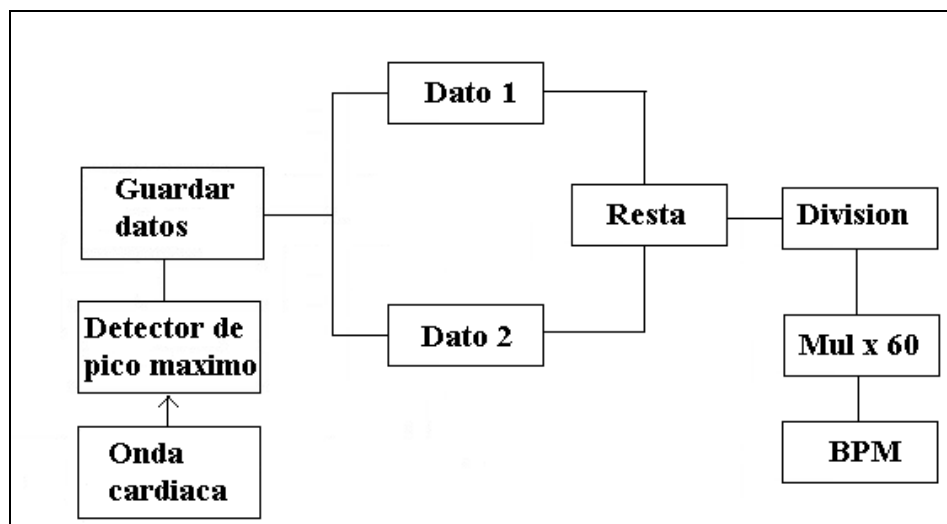 Dato 1
Guardar
datos
Resta
Division
Detector de
pico maximo
Dato 2
Mul x 60
Onda
cardiaca
BPM